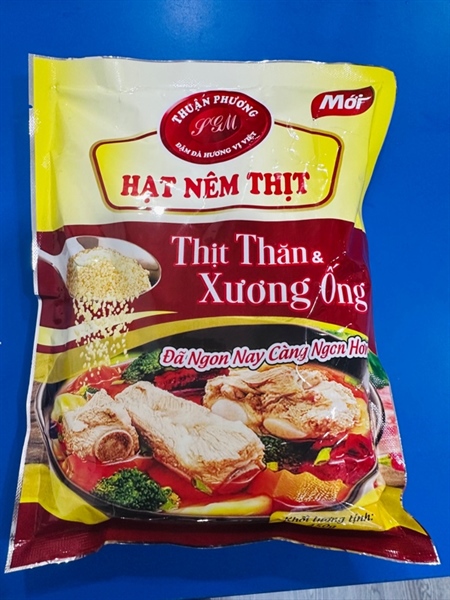 THUẬN PHƯƠNG
PGM
ĐẬM ĐÀ HƯƠNG VỊ VIỆT
Mới
HẠT NÊM THỊT
Thịt Thăn &
Xương Ống
Đã Ngon Nay Càng Ngon Hơn
Khối lượng tịnh: